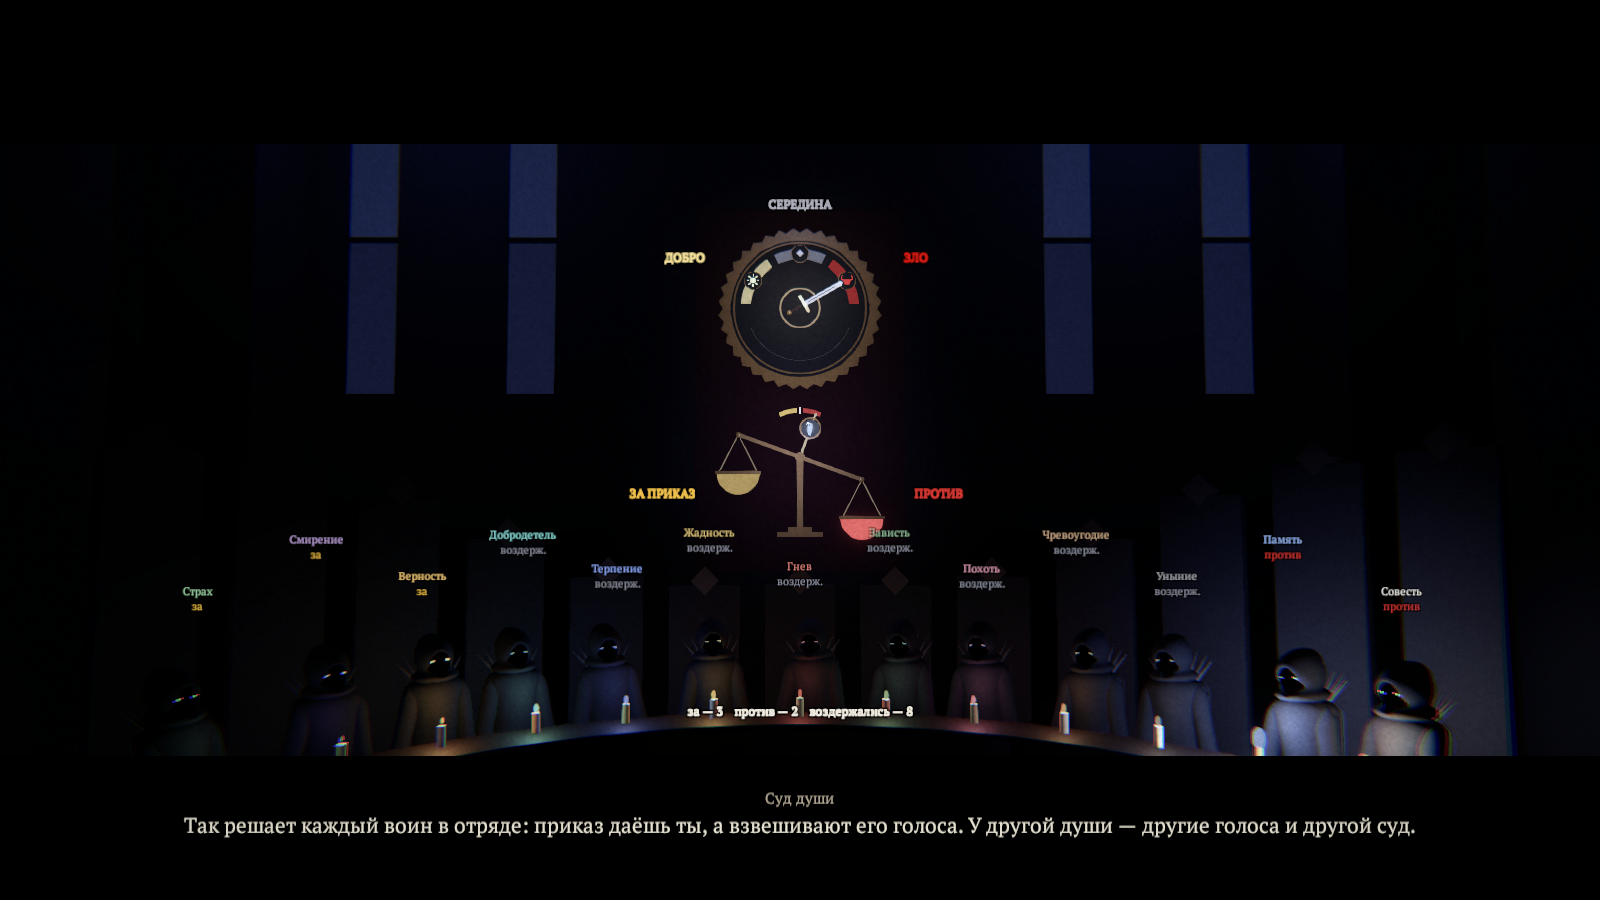 СЕРЕДИНА
ДОБРО
ЗЛО
ЗА ПРИКАЗ
ПРОТИВ
Страх
за
Смирение
за
Верность
за
Добродетель
воздерж.
Терпение
воздерж.
Жадность
воздерж.
Гнев
воздерж.
Зависть
воздерж.
Похоть
воздерж.
Чревоугодие
воздерж.
Уныние
воздерж.
Память
против
Совесть
против
за — 3 против — 2 воздержались — 8
Суд души
Так решает каждый воин в отряде: приказ даёшь ты, а взвешивают его голоса. У другой души — другие голоса и другой суд.